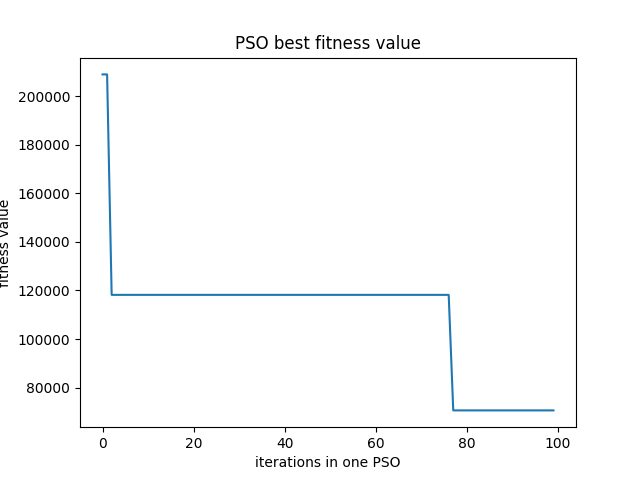 PSO best fitness value
200000
180000
160000
140000
120000
100000
80000
fitness value
0 20 40 60 80 100
iterations in one PSO